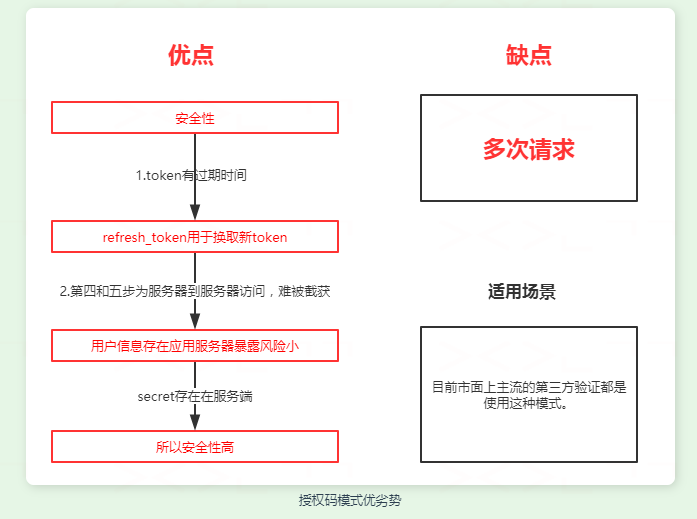 优点
安全性
1.token有过期时间
refresh_token用于换取新token
2.第四和五步为服务器到服务器访问，难被截获
用户信息存在应用服务器暴露风险小
secret存在在服务端
所以安全性高
缺点
多次请求
适用场景
目前市面上主流的第三方验证都是
使用这种模式。
授权码模式优劣势